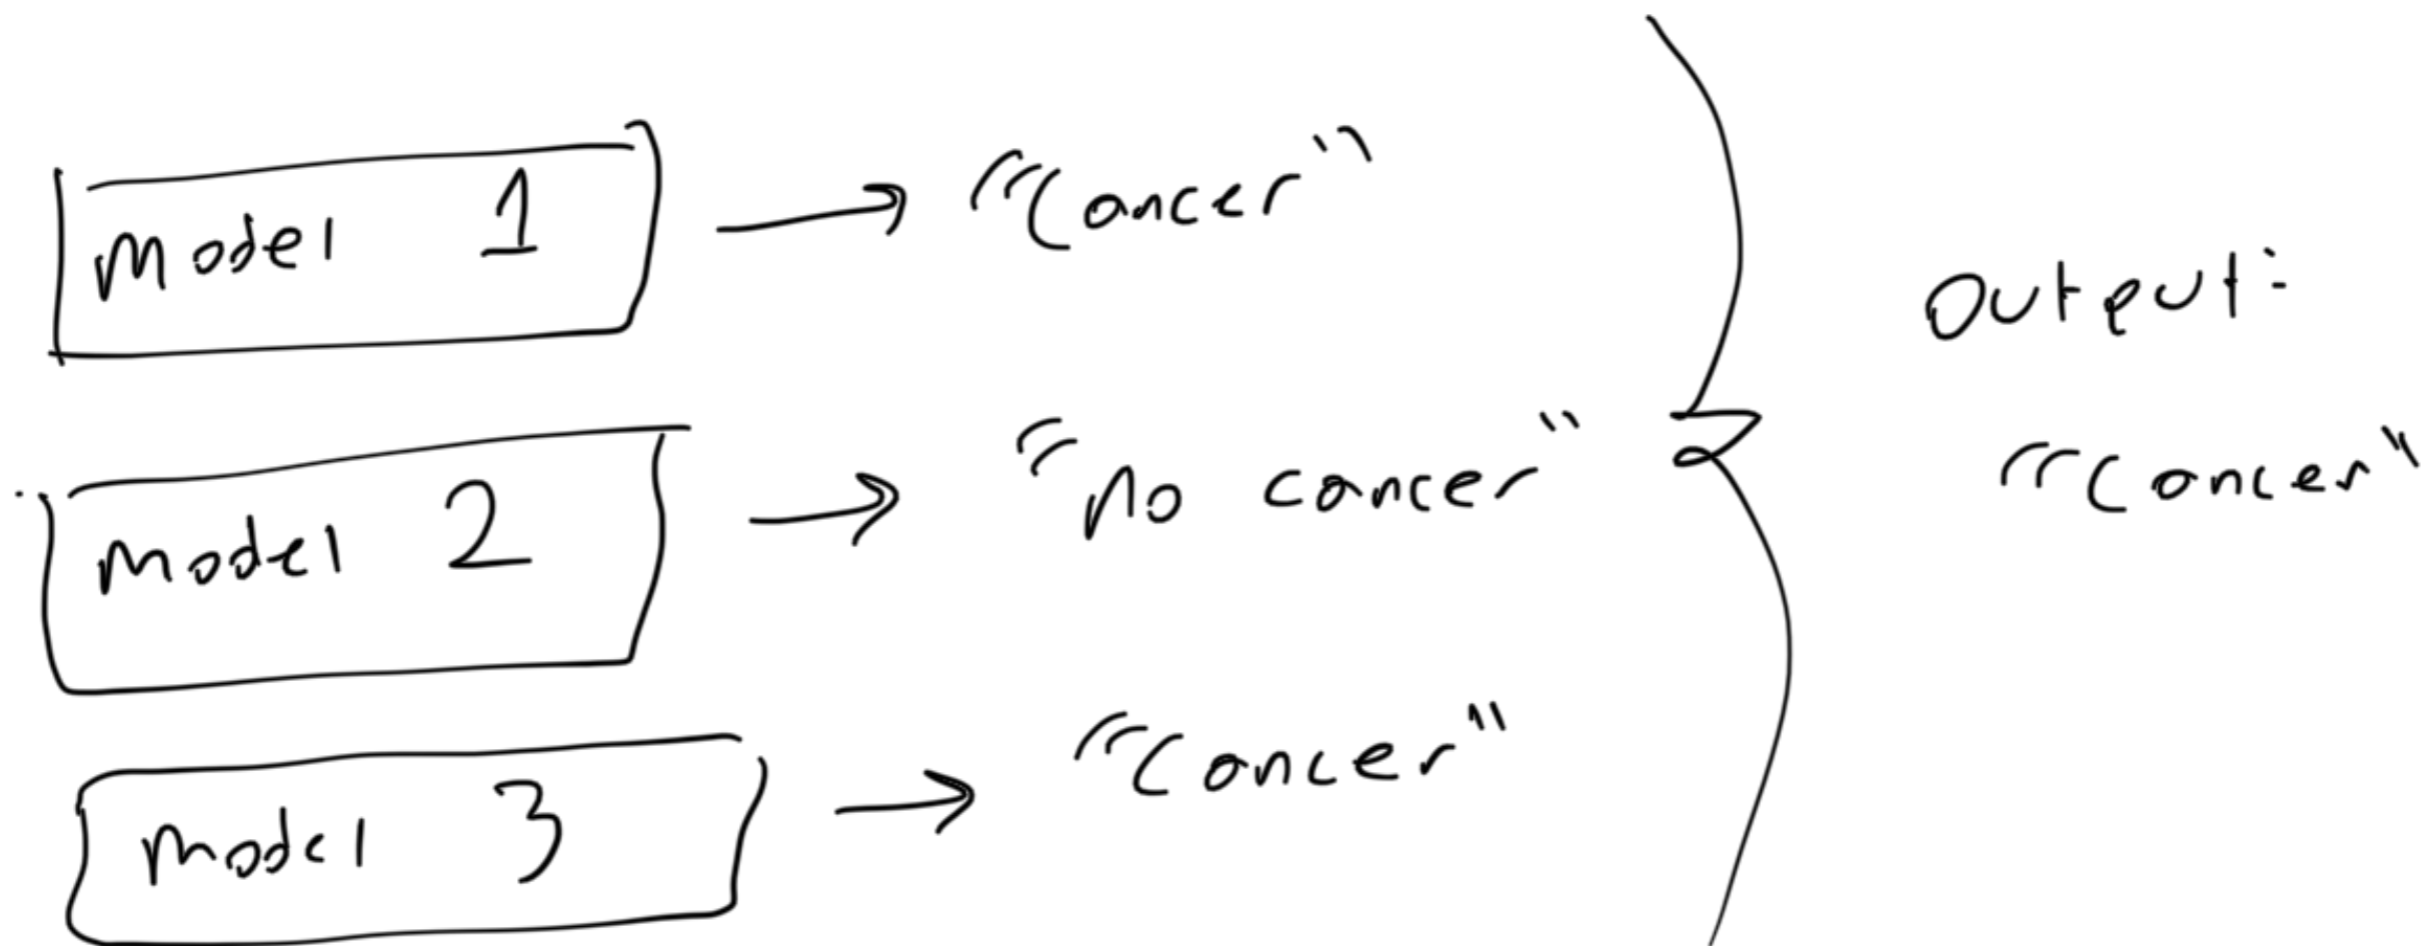 Model 1 → "Cancer"
Output:
Model 2 → "No cancer"
"Cancer"
Model 3 → "Cancer"